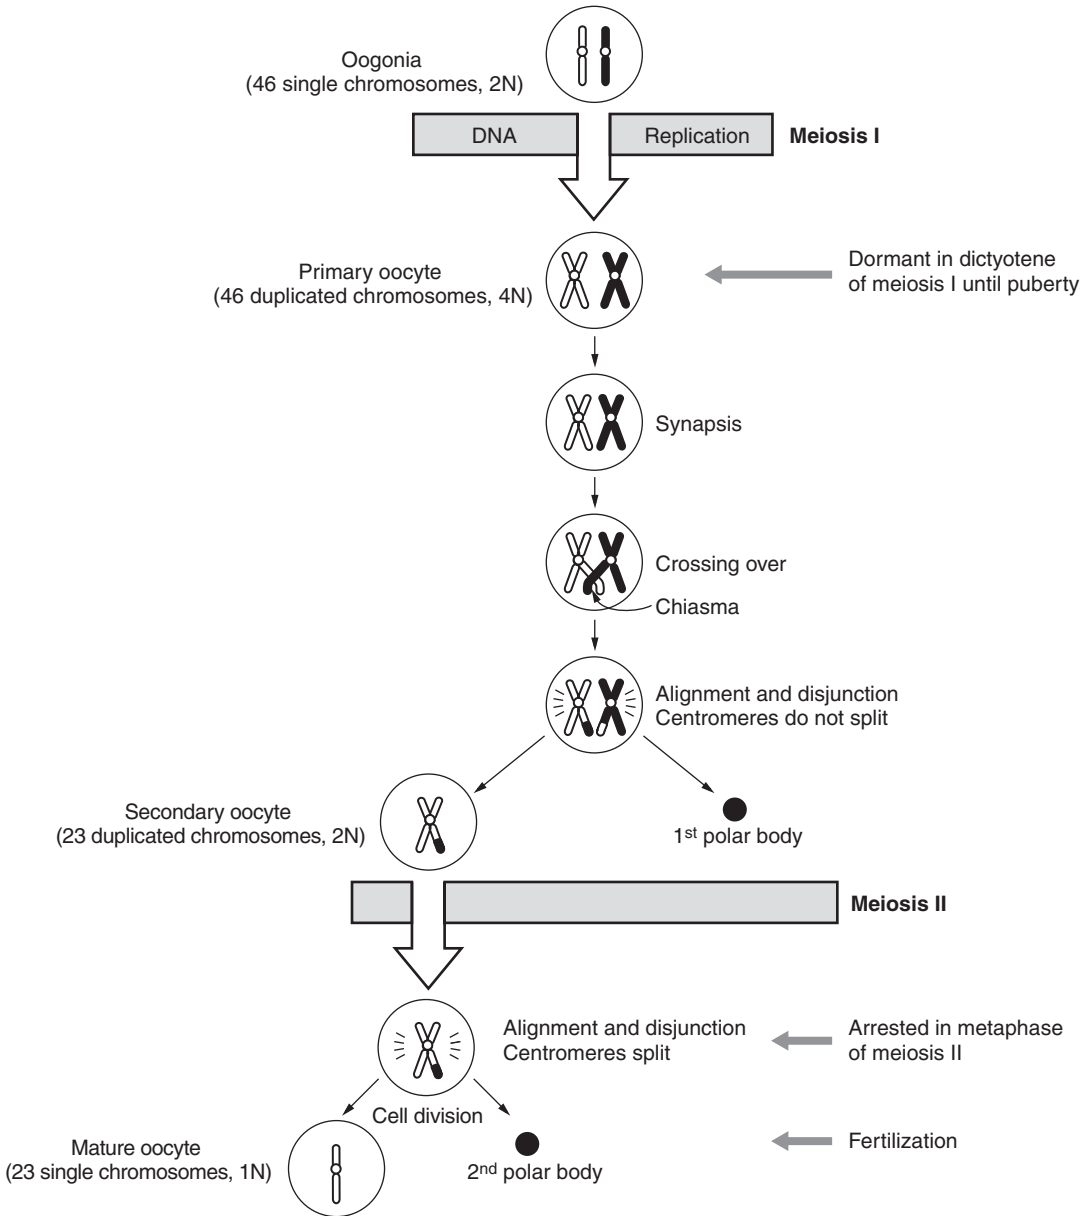 Oogonia
(46 single chromosomes, 2N)
DNA
Replication
Meiosis I
Primary oocyte
(46 duplicated chromosomes, 4N)
Dormant in dictyotene
of meiosis I until puberty
Synapsis
Crossing over
Chiasma
Alignment and disjunction
Centromeres do not split
Secondary oocyte
(23 duplicated chromosomes, 2N)
1st polar body
Meiosis II
Alignment and disjunction
Centromeres split
Arrested in metaphase
of meiosis II
Cell division
Mature oocyte
(23 single chromosomes, 1N)
2nd polar body
Fertilization